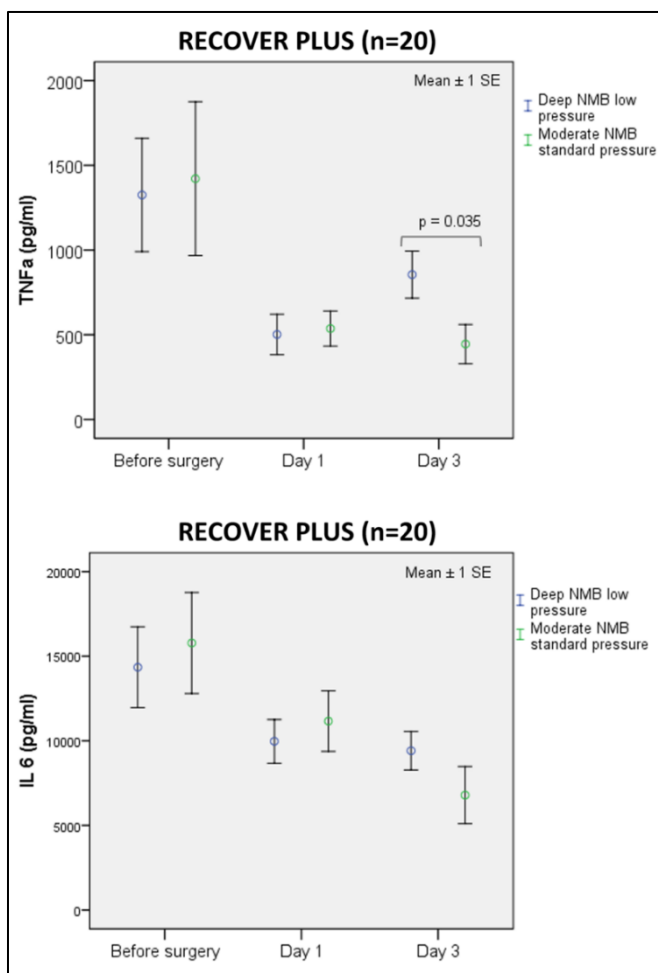 RECOVER PLUS (n=20)
Mean ± 1 SE
Deep NMB low
pressure
Moderate NMB
standard pressure
TNFa (pg/ml)
2000
1500
1000
500
0
p = 0.035
Before surgery Day 1 Day 3
RECOVER PLUS (n=20)
Mean ± 1 SE
Deep NMB low
pressure
Moderate NMB
standard pressure
IL 6 (pg/ml)
20000
15000
10000
5000
0
Before surgery Day 1 Day 3